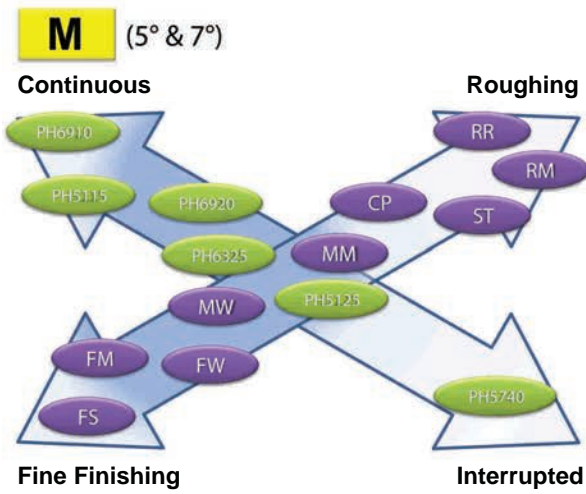 M (5° & 7°)
Continuous
Roughing
PH6910
RR
RM
PH5115
PH6920
CP
ST
PH6325
MM
MW
PH5125
FM
FW
PH5740
FS
Fine Finishing
Interrupted